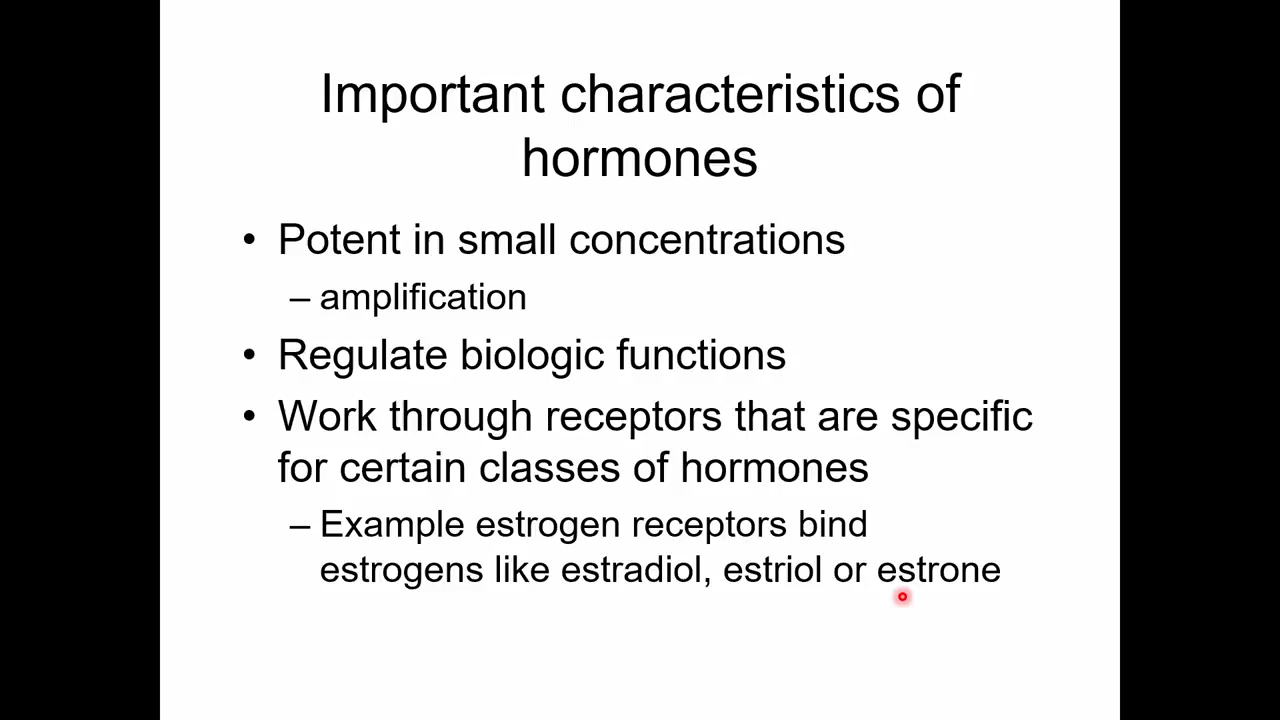 Important characteristics of
hormones
• Potent in small concentrations
– amplification
• Regulate biologic functions
• Work through receptors that are specific
for certain classes of hormones
– Example estrogen receptors bind
estrogens like estradiol, estriol or estrone